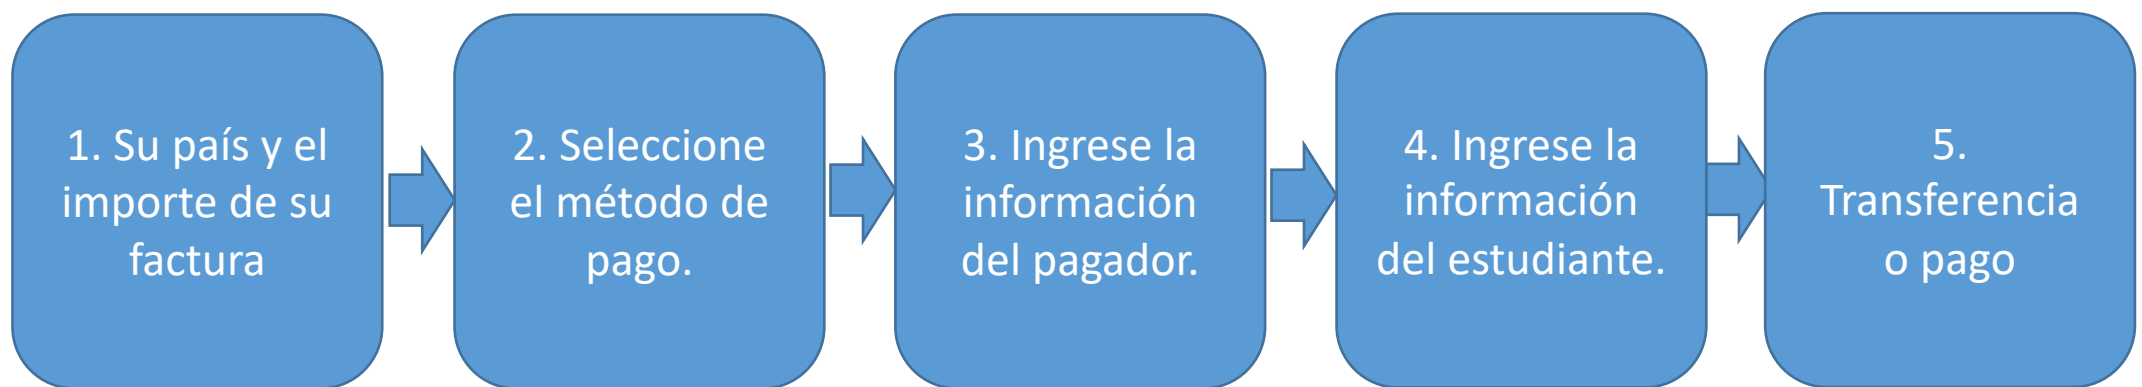 1. Su país y el
importe de su
factura
2. Seleccione
el método de
pago.
3. Ingrese la
información
del pagador.
4. Ingrese la
información
del estudiante.
5.
Transferencia
o pago